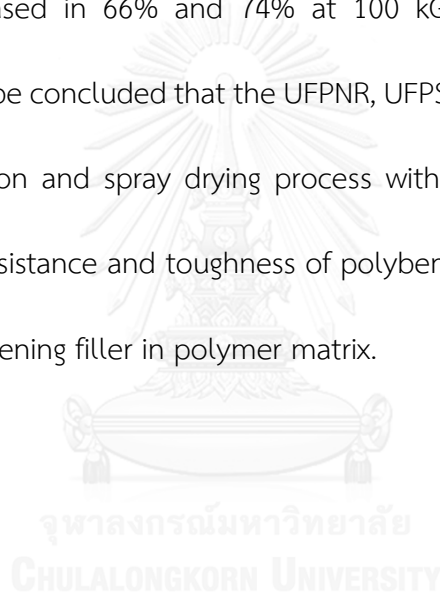 sed in 66% and 74% at 100 kG
be concluded that the UFPNR, UFPS
on and spray drying process with
sistance and toughness of polyber
ening filler in polymer matrix.
จุฬาลงกรณ์มหาวิทยาลัย
CHULALONGKORN UNIVERSITY